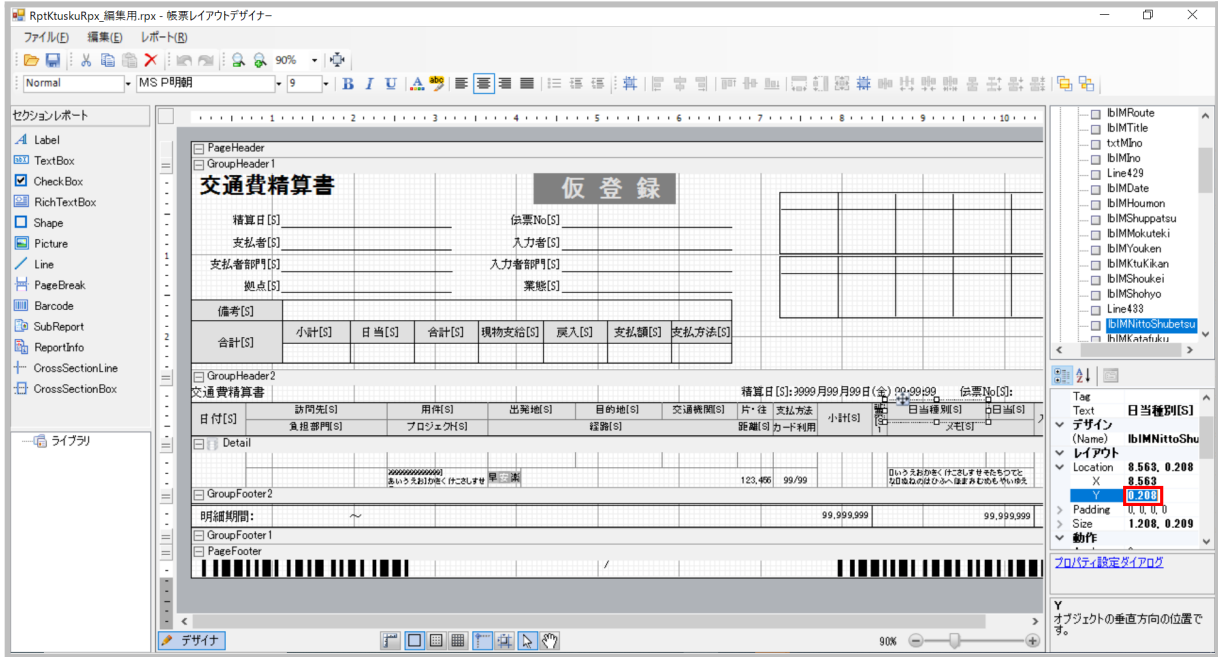 RptKtuskuRpx_編集用.rpx - 帳票レイアウトデザイナー
ファイル(F) 編集(E) レポート(R)
90%
Normal MS P明朝 9 B I U
セクションレポート
Label
TextBox
CheckBox
RichTextBox
Shape
Picture
Line
PageBreak
Barcode
SubReport
ReportInfo
CrossSectionLine
CrossSectionBox
ライブラリ
1 2 3 4 5 6 7 8 9 10
PageHeader
GroupHeader1
交通費精算書 仮登録
精算日[S] 伝票No[S]
支払者[S] 入力者[S]
支払者部門[S] 入力者部門[S]
拠点[S] 業態[S]
備考[S]
合計[S] 小計[S] 日当[S] 合計[S] 現物支給[S] 戻入[S] 支払額[S] 支払方法[S]
GroupHeader2
交通費精算書 精算日[S]:9999月99月99日(金) 99:99:99 伝票No[S]:
日付[S] 訪問先[S] 用件[S] 出発地[S] 目的地[S] 交通機関[S] 片・往 支払方法 小計[S] 日当種別[S] 日当[S]
負担部門[S] プロジェクト[S] 経路[S] 距離[S] カード利用 メモ[S]
Detail
早 楽 123,456 99/99
GroupFooter2
明細期間: ～ 99,999,999 99,999,999
GroupFooter1
PageFooter
/
デザイナ
90%
lblMRoute
lblMTitle
txtMIno
lblMIno
Line429
lblMDate
lblMHoumon
lblMShuppatsu
lblMMokuteki
lblMYouken
lblMKtuKikan
lblMShoukei
lblMShohyo
Line433
lblMNittoShubetsu
lblMKatafuku
Tag
Text 日当種別[S]
デザイン
(Name) lblMNittoShu
レイアウト
Location 8.563, 0.208
X 8.563
Y 0.208
Padding 0, 0, 0, 0
Size 1.208, 0.209
動作
プロパティ設定ダイアログ
Y
オブジェクトの垂直方向の位置で
す。